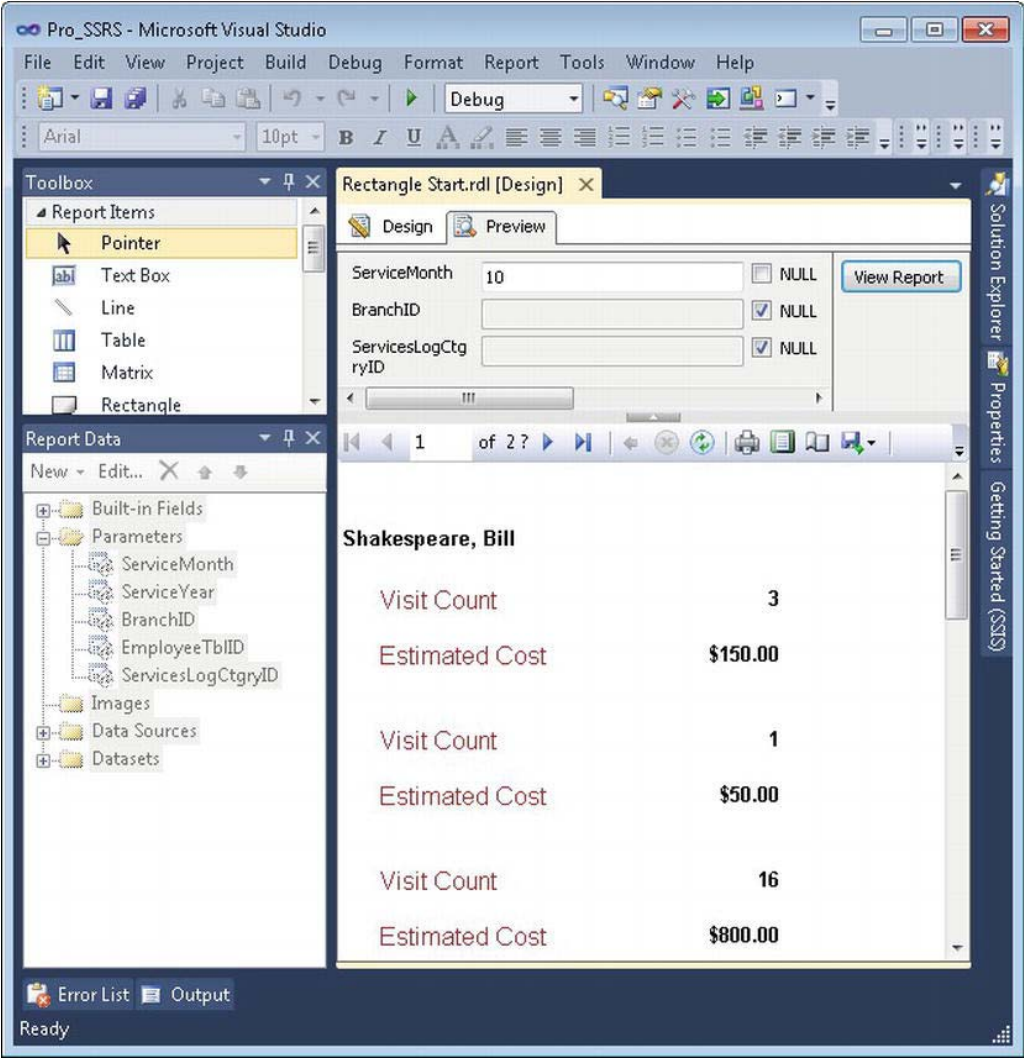 Pro_SSRS - Microsoft Visual Studio
File Edit View Project Build Debug Format Report Tools Window Help
Debug
Arial 10pt B I U A
Toolbox
Report Items
Pointer
Text Box
Line
Table
Matrix
Rectangle
Report Data
New Edit...
Built-in Fields
Parameters
ServiceMonth
ServiceYear
BranchID
EmployeeTblID
ServicesLogCtgryID
Images
Data Sources
Datasets
Rectangle Start.rdl [Design]
Design Preview
ServiceMonth 10 NULL View Report
BranchID NULL
ServicesLogCtg NULL
ryID
1 of 2 ?
Shakespeare, Bill
Visit Count 3
Estimated Cost $150.00
Visit Count 1
Estimated Cost $50.00
Visit Count 16
Estimated Cost $800.00
Solution Explorer
Properties
Getting Started (SSIS)
Error List Output
Ready